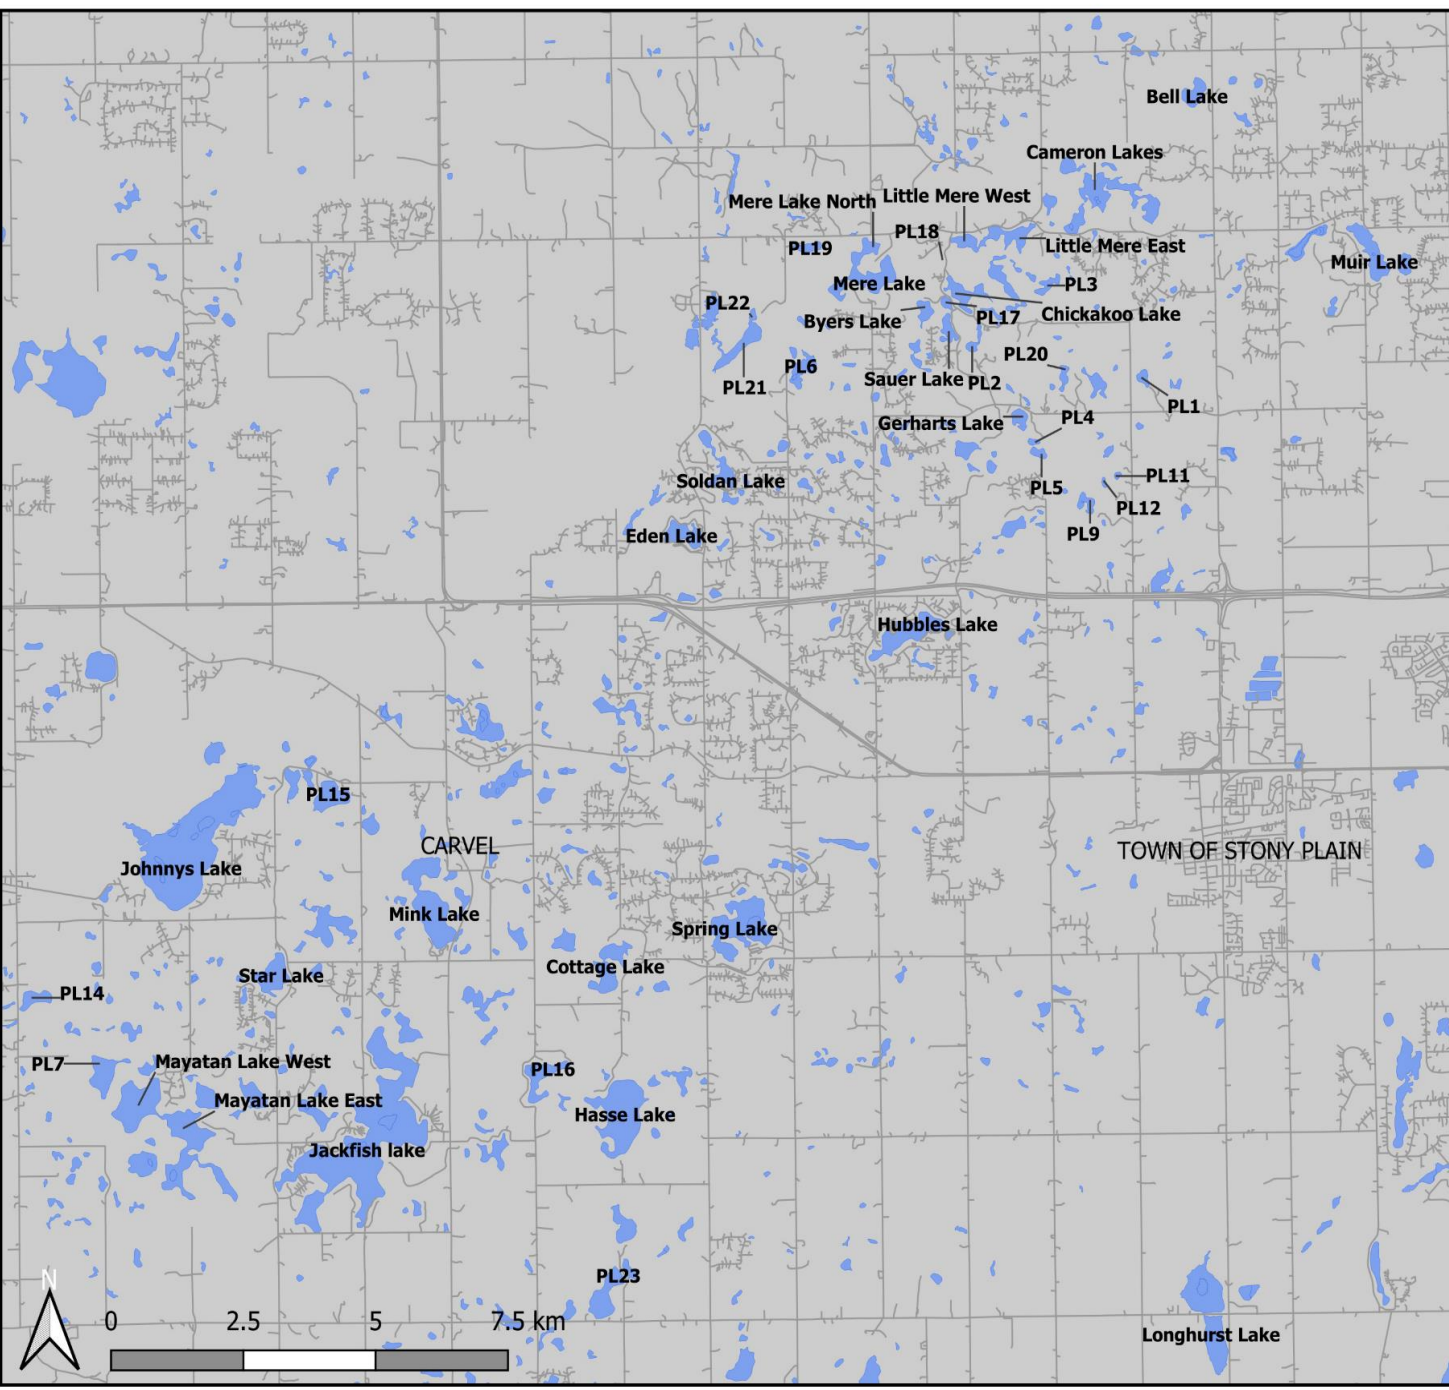 Bell Lake
Cameron Lakes
Mere Lake North
Little Mere West
PL18
PL19
Little Mere East
Muir Lake
Mere Lake
PL3
PL22
Chickakoo Lake
Byers Lake
PL17
PL20
PL6
Sauer Lake
PL2
PL21
PL1
PL4
Gerharts Lake
PL11
Soldan Lake
PL5
PL12
Eden Lake
PL9
Hubbles Lake
PL15
CARVEL
TOWN OF STONY PLAIN
Johnnys Lake
Mink Lake
Spring Lake
Cottage Lake
Star Lake
PL14
Mayatan Lake West
PL7
PL16
Mayatan Lake East
Hasse Lake
Jackfish lake
PL23
N
0 2.5 5 7.5 km
Longhurst Lake